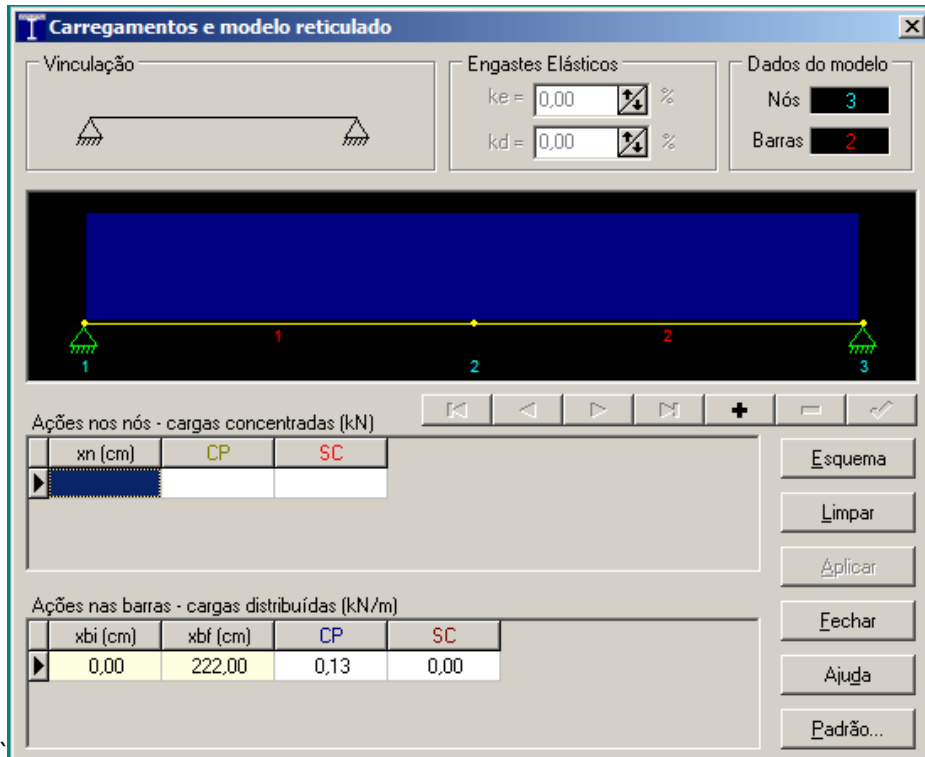 Carregamentos e modelo reticulado
Vinculação
Engastes Elásticos
ke = 0,00 %
kd = 0,00 %
Dados do modelo
Nós 3
Barras 2
1 2
1 2 3
Ações nos nós - cargas concentradas (kN)
xn (cm) CP SC
Ações nas barras - cargas distribuídas (kN/m)
xbi (cm) xbf (cm) CP SC
0,00 222,00 0,13 0,00
Esquema
Limpar
Aplicar
Fechar
Ajuda
Padrão...
`